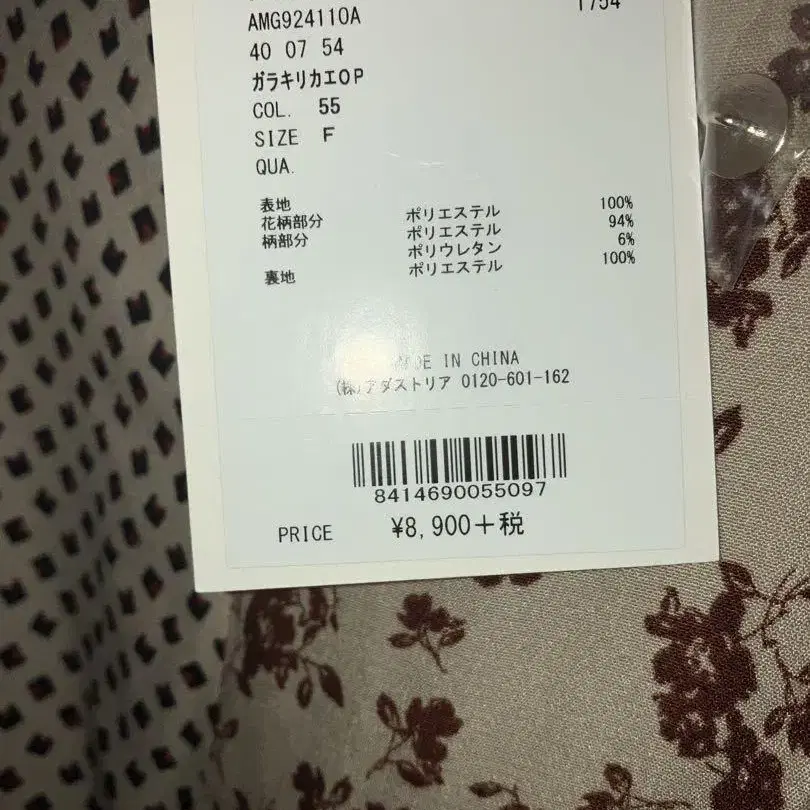 1754
AMG92411OA
40 07 54
ガラキリカエOP
COL. 55
SIZE F
QUA.
表地 ポリエステル 100%
花柄部分 ポリエステル 94%
柄部分 ポリウレタン 6%
裏地 ポリエステル 100%
MADE IN CHINA
(株)アダストリア 0120-601-162
8414690055097
PRICE ¥8,900+税